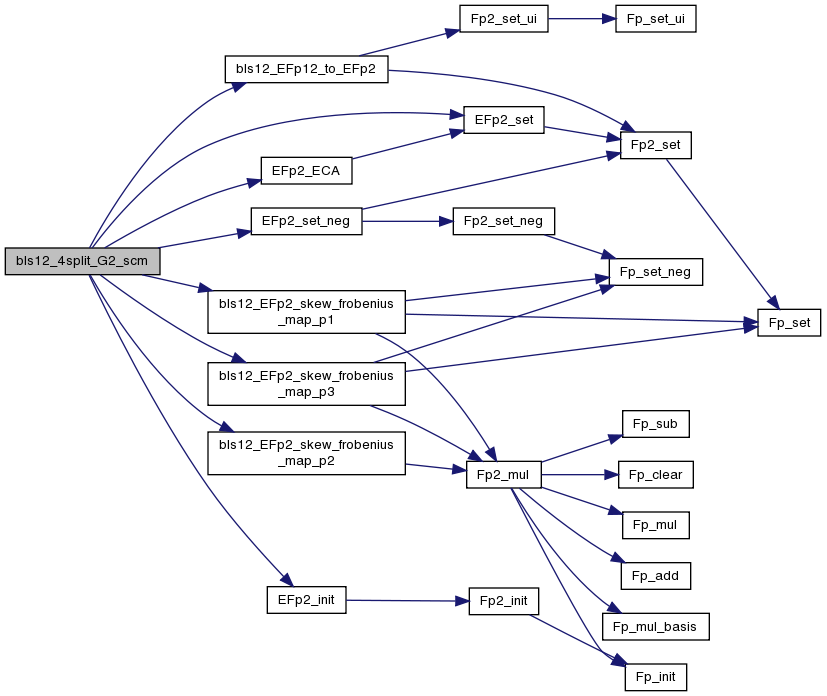 Fp2_set_ui
Fp_set_ui
bls12_EFp12_to_EFp2
EFp2_set
Fp2_set
EFp2_ECA
EFp2_set_neg
Fp2_set_neg
bls12_4split_G2_scm
Fp_set_neg
bls12_EFp2_skew_frobenius
_map_p1
Fp_set
bls12_EFp2_skew_frobenius
_map_p3
Fp_sub
bls12_EFp2_skew_frobenius
_map_p2
Fp2_mul
Fp_clear
Fp_mul
Fp_add
EFp2_init
Fp2_init
Fp_mul_basis
Fp_init